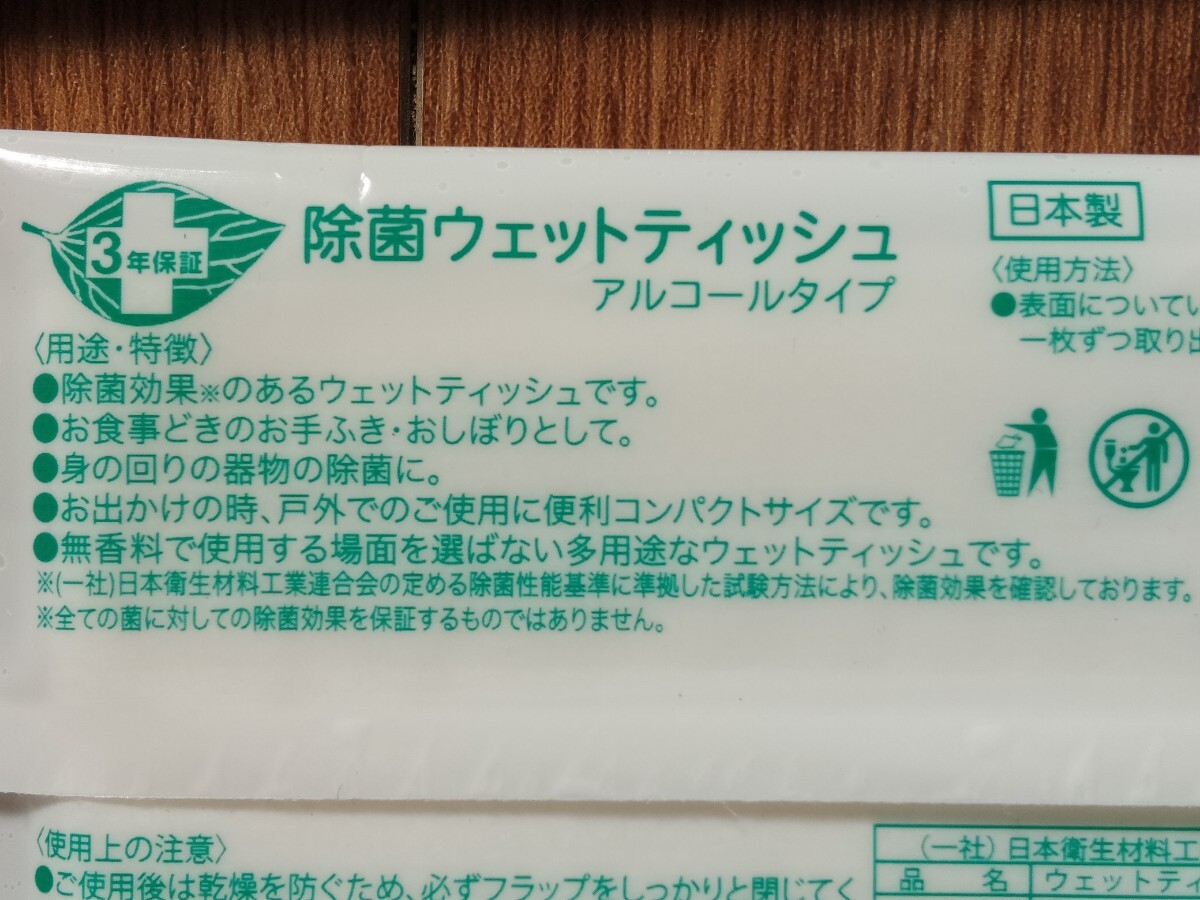 3年保証
除菌ウェットティッシュ
アルコールタイプ
〈用途・特徴〉
●除菌効果※のあるウェットティッシュです。
●お食事どきのお手ふき・おしぼりとして。
●身の回りの器物の除菌に。
●お出かけの時、戸外でのご使用に便利コンパクトサイズです。
●無香料で使用する場面を選ばない多用途なウェットティッシュです。
※(一社)日本衛生材料工業連合会の定める除菌性能基準に準拠した試験方法により、除菌効果を確認しております。
※全ての菌に対しての除菌効果を保証するものではありません。
日本製
〈使用方法〉
●表面についてい
一枚ずつ取り出
〈使用上の注意〉
●ご使用後は乾燥を防ぐため、必ずフラップをしっかりと閉じてく
(一社)日本衛生材料工
品 名 ウェットティ